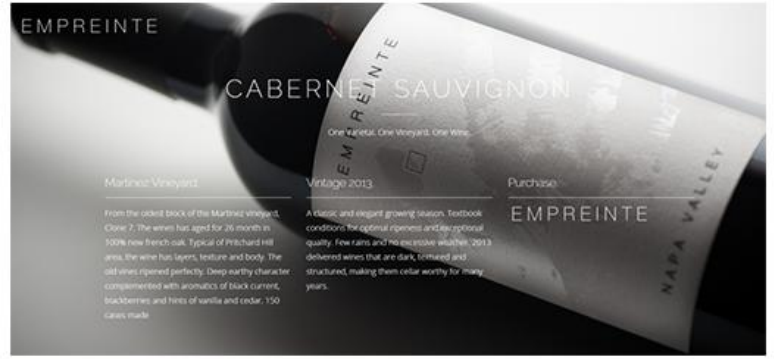 EMPREINTE
CABERNET SAUVIGNON
One Varietal. One Vineyard. One Wine.
Martinez Vineyard
From the oldest block of the Martinez vineyard,
Clone 7. The wines has aged for 26 month in
100% new french oak. Typical of Pritchard Hill
area, the wine has layers, texture and body. The
old vines ripened perfectly. Deep earthy character
complemented with aromatics of black current,
blackberries and hints of vanilla and cedar. 150
cases made
Vintage 2013
A classic and elegant growing season. Textbook
conditions for optimal ripeness and exceptional
quality. Few rains and no excessive weather. 2013
delivered wines that are dark, textured and
structured, making them cellar worthy for many
years.
Purchase
EMPREINTE
EMPREINTE
NAPA VALLEY